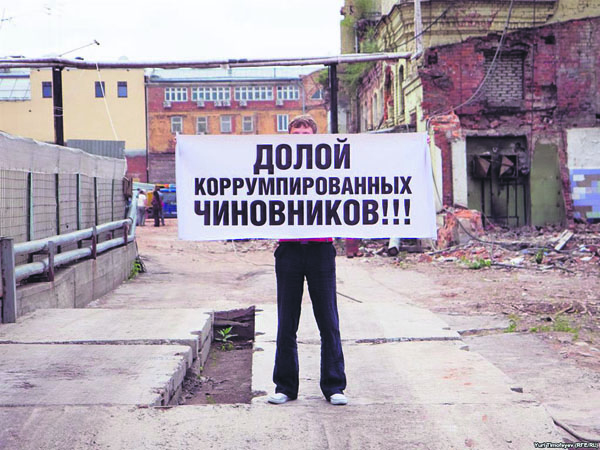 ДОЛОЙ
КОРРУМПИРОВАННЫХ
ЧИНОВНИКОВ!!!
Yuri Timofeyev (RFE/RL)